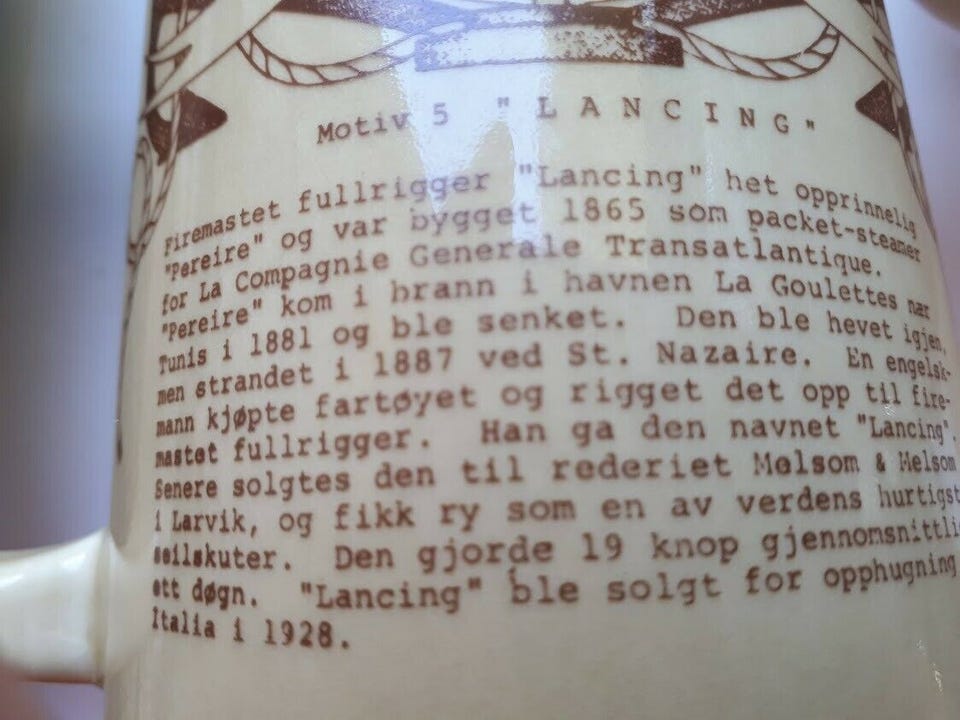 Motiv 5 "LANCING"
Firemastet fullrigger "Lancing" het opprinnelig
"Pereire" og var bygget 1865 som packet-steamer
for La Compagnie Generale Transatlantique.
"Pereire" kom i brann i havnen La Goulettes nær
Tunis i 1881 og ble senket. Den ble hevet igjen,
men strandet i 1887 ved St. Nazaire. En engelsk-
mann kjøpte fartøyet og rigget det opp til fire-
mastet fullrigger. Han ga den navnet "Lancing".
Senere solgtes den til rederiet Melsom & Melsom
i Larvik, og fikk ry som en av verdens hurtigst
seilskuter. Den gjorde 19 knop gjennomsnittli
ett døgn. "Lancing" ble solgt for opphugning
Italia i 1928.